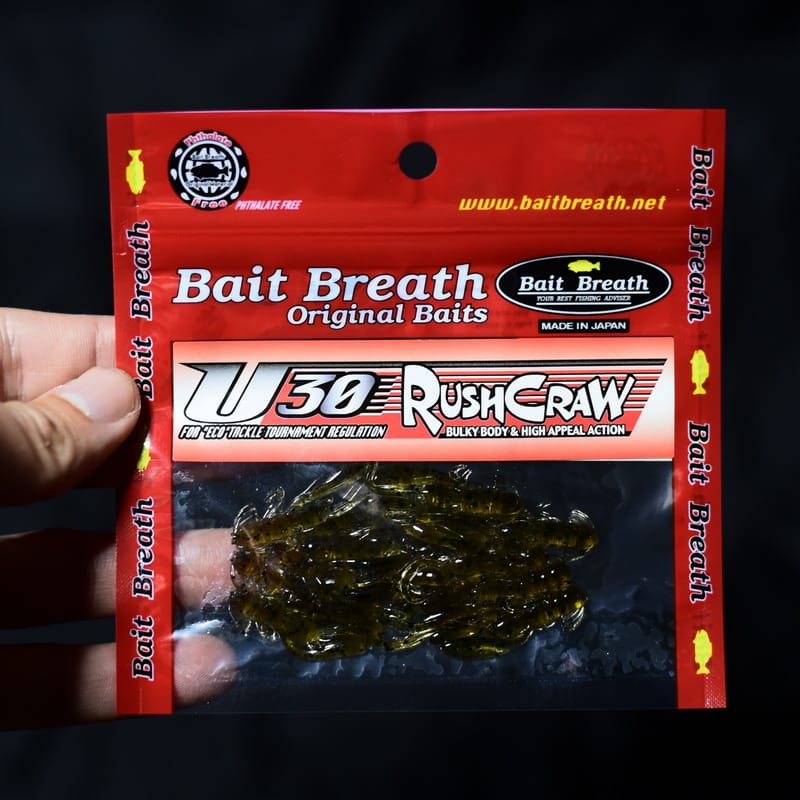 Phthalate
Bait Breath
Free
PHTHALATE FREE
www.baitbreath.net
Bait Breath
Original Baits
Bait Breath
YOUR BEST FISHING ADVISER
MADE IN JAPAN
U30 RUSHCRAW
FOR "ECO" TACKLE TOURNAMENT REGULATION
BULKY BODY & HIGH APPEAL ACTION
Bait Breath
Bait Breath
Bait Breath
Bait Breath
Bait Breath